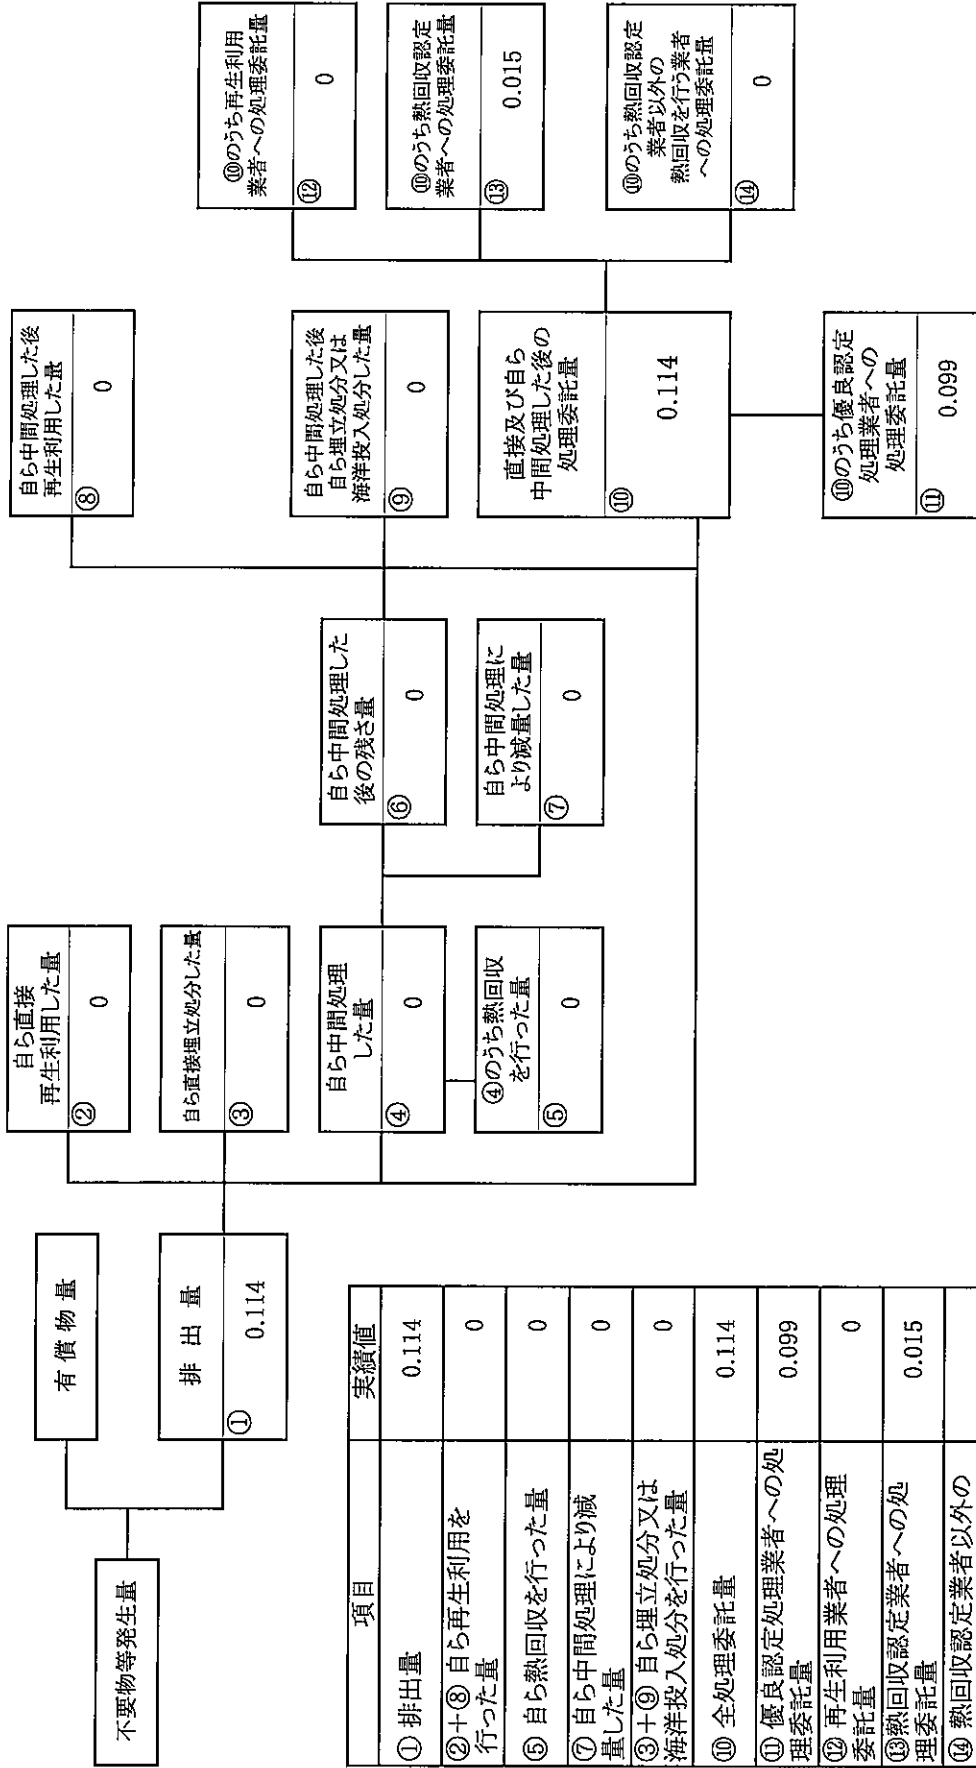 不要物等発生量
有償物量
排出量
①
0.114
自ら直接
再生利用した量
②
0
自ら直接埋立処分した量
③
0
自ら中間処理
した量
④
0
④のうち熱回収
を行った量
⑤
0
自ら中間処理した
後の残さ量
⑥
0
自ら中間処理に
より減量した量
⑦
0
自ら中間処理した後
再生利用した量
⑧
0
自ら中間処理した後
自ら埋立処分又は
海洋投入処分した量
⑨
0
直接及び自ら
中間処理した後の
処理委託量
⑩
0.114
⑩のうち優良認定
処理業者への
処理委託量
⑪
0.099
⑩のうち再生利用
業者への処理委託量
⑫
0
⑩のうち熱回収認定
業者への処理委託量
⑬
0.015
⑩のうち熱回収認定
業者以外の
熱回収を行う業者
への処理委託量
⑭
0
項目 実績値
①排出量 0.114
②+⑧ 自ら再生利用を
行った量 0
⑤ 自ら熱回収を行った量 0
⑦ 自ら中間処理により減
量した量 0
③+⑨ 自ら埋立処分又は
海洋投入処分を行った量 0
⑩ 全処理委託量 0.114
⑪ 優良認定処理業者への処
理委託量 0.099
⑫ 再生利用業者への処理
委託量 0
⑬熱回収認定業者への処
理委託量 0.015
⑭ 熱回収認定業者以外の